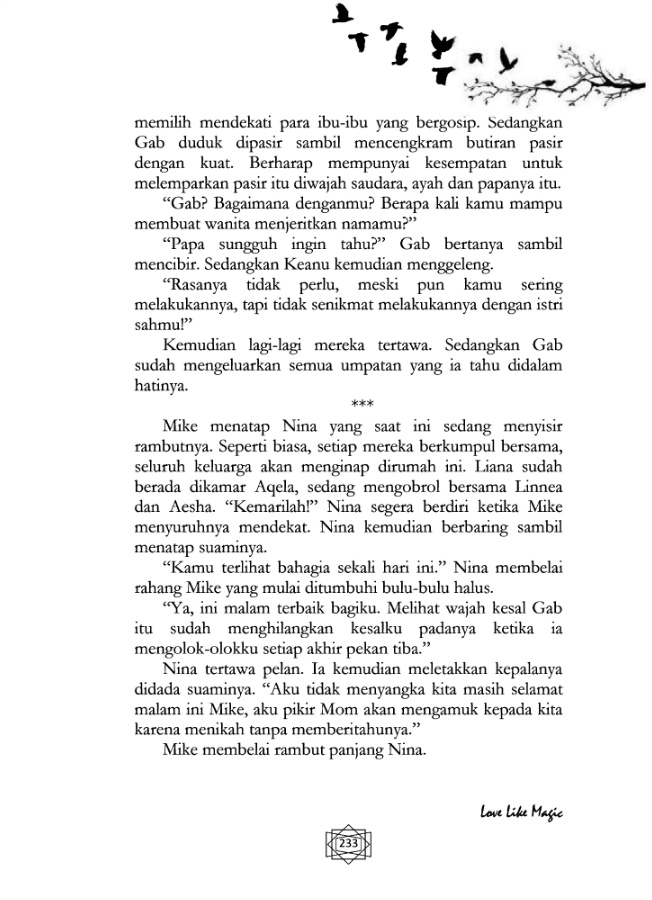 memilih mendekati para ibu-ibu yang bergosip. Sedangkan
Gab duduk dipasir sambil mencengkram butiran pasir
dengan kuat. Berharap mempunyai kesempatan untuk
melemparkan pasir itu diwajah saudara, ayah dan papanya itu.
“Gab? Bagaimana denganmu? Berapa kali kamu mampu
membuat wanita menjeritkan namamu?”
“Papa sungguh ingin tahu?” Gab bertanya sambil
mencibir. Sedangkan Keanu kemudian menggeleng.
“Rasanya tidak perlu, meski pun kamu sering
melakukannya, tapi tidak senikmat melakukannya dengan istri
sahmu!”
Kemudian lagi-lagi mereka tertawa. Sedangkan Gab
sudah mengeluarkan semua umpatan yang ia tahu didalam
hatinya.
***
Mike menatap Nina yang saat ini sedang menyisir
rambutnya. Seperti biasa, setiap mereka berkumpul bersama,
seluruh keluarga akan menginap dirumah ini. Liana sudah
berada dikamar Aqela, sedang mengobrol bersama Linnea
dan Aesha. “Kemarilah!” Nina segera berdiri ketika Mike
menyuruhnya mendekat. Nina kemudian berbaring sambil
menatap suaminya.
“Kamu terlihat bahagia sekali hari ini.” Nina membelai
rahang Mike yang mulai ditumbuhi bulu-bulu halus.
“Ya, ini malam terbaik bagiku. Melihat wajah kesal Gab
itu sudah menghilangkan kesalku padanya ketika ia
mengolok-olokku setiap akhir pekan tiba.”
Nina tertawa pelan. Ia kemudian meletakkan kepalanya
didada suaminya. “Aku tidak menyangka kita masih selamat
malam ini Mike, aku pikir Mom akan mengamuk kepada kita
karena menikah tanpa memberitahunya.”
Mike membelai rambut panjang Nina.
Love Like Magic
233